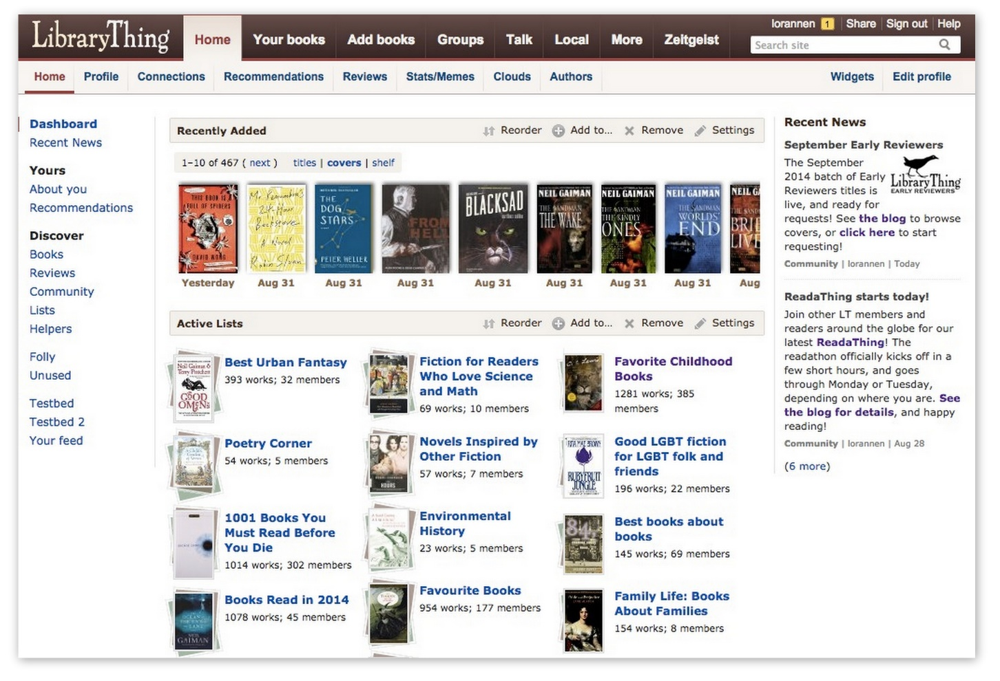 LibraryThing
Home
Your books
Add books
Groups
Talk
Local
More
Zeitgeist
lorannen 1 Share Sign out Help
Search site
Home
Profile
Connections
Recommendations
Reviews
Stats/Memes
Clouds
Authors
Widgets
Edit profile
Dashboard
Recent News
Yours
About you
Recommendations
Discover
Books
Reviews
Community
Lists
Helpers
Folly
Unused
Testbed
Testbed 2
Your feed
Recently Added
Reorder
Add to...
Remove
Settings
1–10 of 467 ( next ) titles | covers | shelf
THIS BOOK IS
FULL OF SPIDERS
DAVID WONG
Mr. Penumbra's
24-Hour
Bookstore
A Novel
Robin Sloan
THE
DOG
STARS
PETER HELLER
FROM
HELL
BLACKSAD
NEIL GAIMAN
THE SANDMAN
THE WAKE
NEIL GAIMAN
THE SANDMAN
THE KINDLY
ONES
NEIL GAIMAN
THE SANDMAN
WORLDS'
END
NEIL GA
THE SAN
BRIE
LIVE
Yesterday
Aug 31
Aug 31
Aug 31
Aug 31
Aug 31
Aug 31
Aug 31
Aug
Active Lists
Reorder
Add to...
Remove
Settings
Neil Gaiman &
Terry Pratchett
GOOD
OMENS
Best Urban Fantasy
393 works; 32 members
Fiction for Readers
Who Love Science
and Math
69 works; 10 members
Favorite Childhood
Books
1281 works; 385
members
Poetry Corner
54 works; 5 members
HOURS
Novels Inspired by
Other Fiction
57 works; 7 members
RITA MAE BROWN
RUBYFRUIT
JUNGLE
Good LGBT fiction
for LGBT folk and
friends
196 works; 22 members
1001 Books You
Must Read Before
You Die
1014 works; 302 members
Environmental
History
23 works; 5 members
84,
Best books about
books
145 works; 69 members
OCEAN
NEIL
GAIMAN
Books Read in 2014
1078 works; 45 members
Favourite Books
954 works; 177 members
Family Life: Books
About Families
154 works; 8 members
Recent News
September Early Reviewers
LibraryThing
EARLY REVIEWERS
The September
2014 batch of Early
Reviewers titles is
live, and ready for
requests! See the blog to browse
covers, or click here to start
requesting!
Community | lorannen | Today
ReadaThing starts today!
Join other LT members and
readers around the globe for our
latest ReadaThing! The
readathon officially kicks off in a
few short hours, and goes
through Monday or Tuesday,
depending on where you are. See
the blog for details, and happy
reading!
Community | lorannen | Aug 28
(6 more)